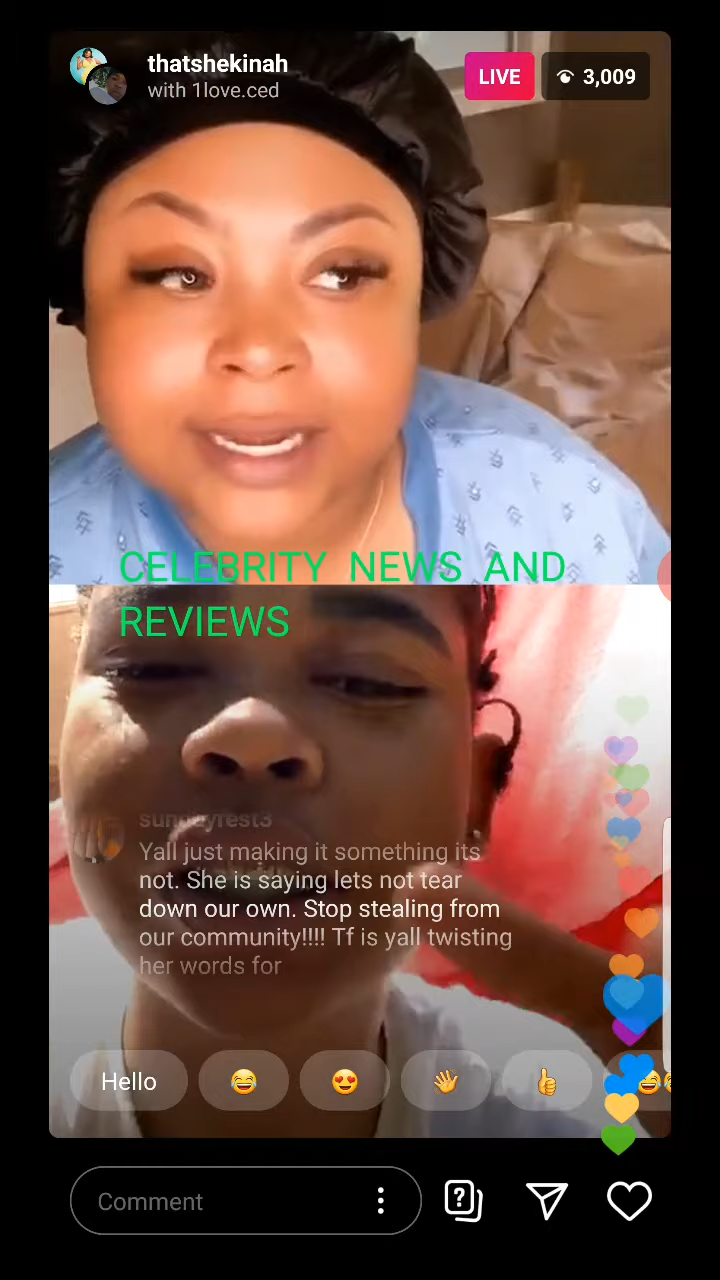 thatshekinah
with 1love.ced
LIVE
3,009
CELEBRITY NEWS AND
REVIEWS
sundayfest3
Yall just making it something its
not. She is saying lets not tear
down our own. Stop stealing from
our community!!!! Tf is yall twisting
her words for
Hello
Comment